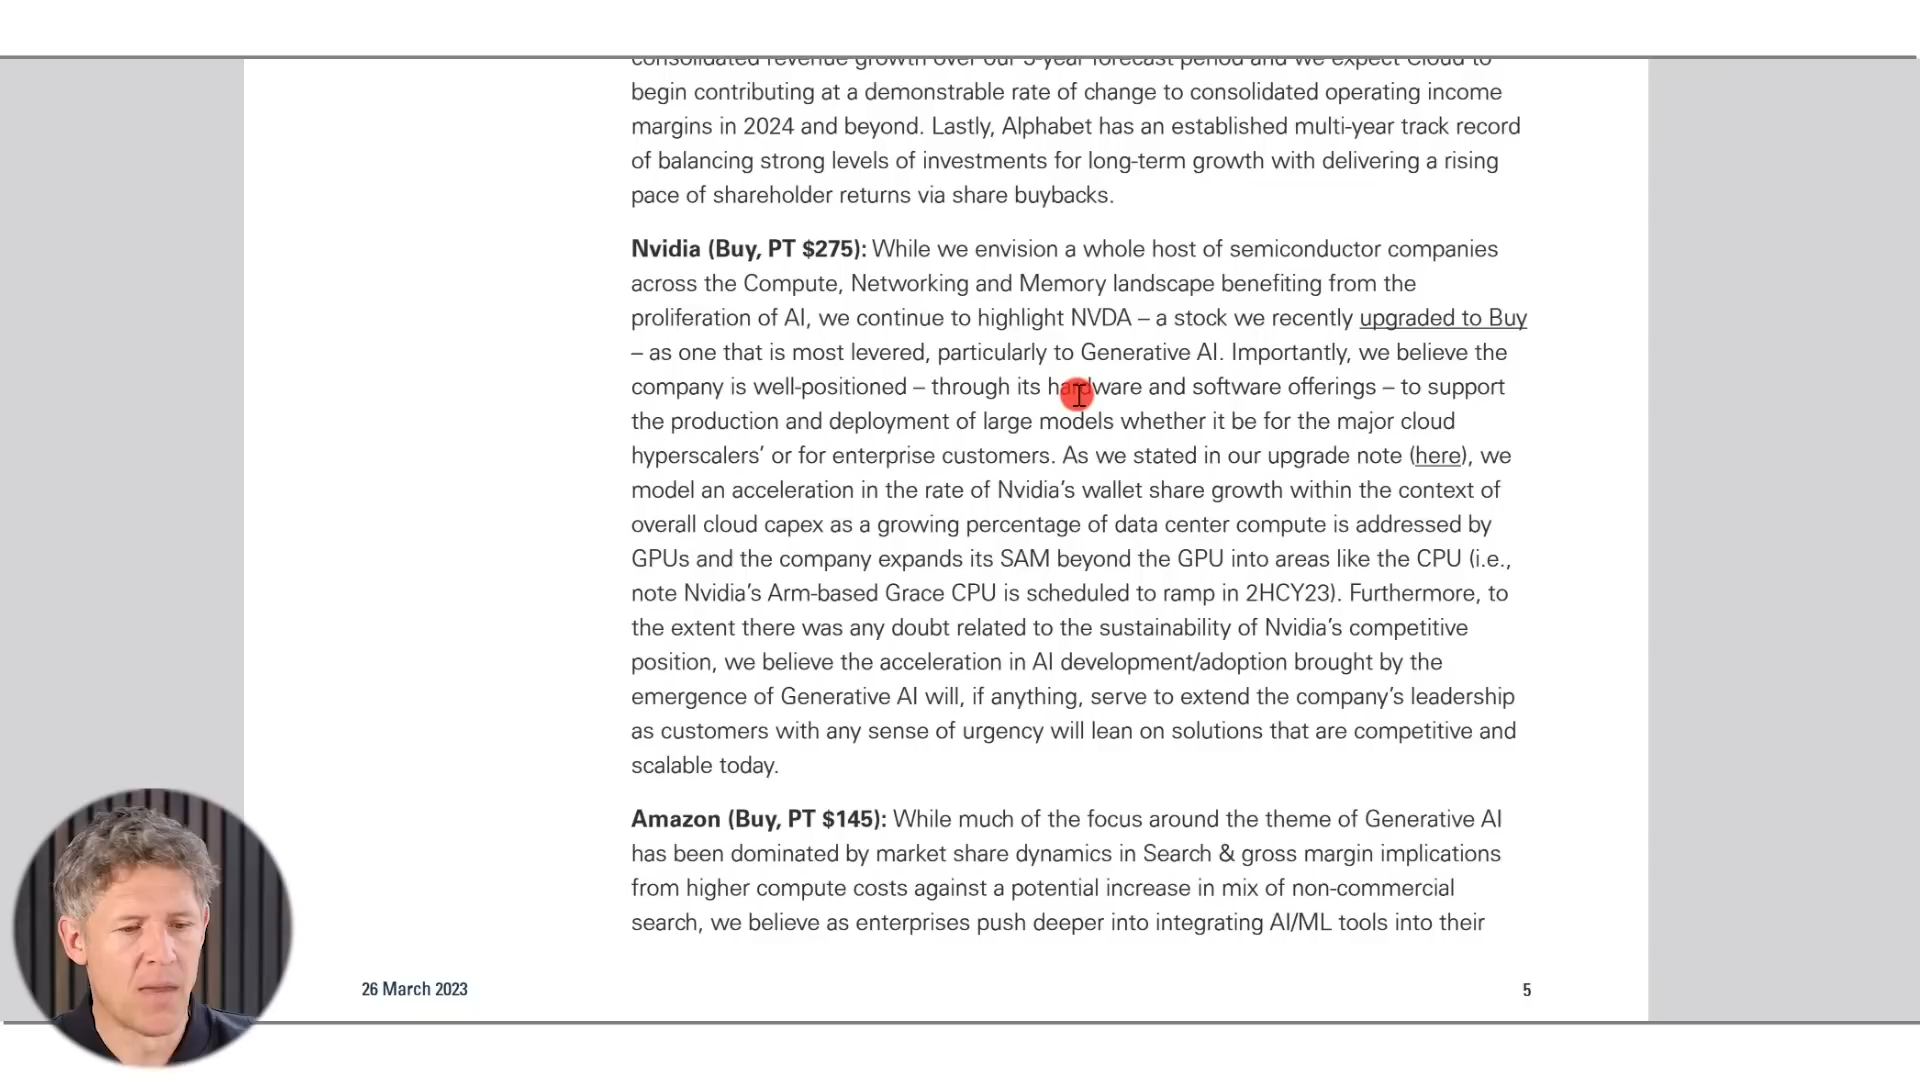 consolidated revenue growth over our 5-year forecast period and we expect Cloud to
begin contributing at a demonstrable rate of change to consolidated operating income
margins in 2024 and beyond. Lastly, Alphabet has an established multi-year track record
of balancing strong levels of investments for long-term growth with delivering a rising
pace of shareholder returns via share buybacks.
Nvidia (Buy, PT $275): While we envision a whole host of semiconductor companies
across the Compute, Networking and Memory landscape benefiting from the
proliferation of AI, we continue to highlight NVDA – a stock we recently upgraded to Buy
– as one that is most levered, particularly to Generative AI. Importantly, we believe the
company is well-positioned – through its hardware and software offerings – to support
the production and deployment of large models whether it be for the major cloud
hyperscalers’ or for enterprise customers. As we stated in our upgrade note (here), we
model an acceleration in the rate of Nvidia’s wallet share growth within the context of
overall cloud capex as a growing percentage of data center compute is addressed by
GPUs and the company expands its SAM beyond the GPU into areas like the CPU (i.e.,
note Nvidia’s Arm-based Grace CPU is scheduled to ramp in 2HCY23). Furthermore, to
the extent there was any doubt related to the sustainability of Nvidia’s competitive
position, we believe the acceleration in AI development/adoption brought by the
emergence of Generative AI will, if anything, serve to extend the company’s leadership
as customers with any sense of urgency will lean on solutions that are competitive and
scalable today.
Amazon (Buy, PT $145): While much of the focus around the theme of Generative AI
has been dominated by market share dynamics in Search & gross margin implications
from higher compute costs against a potential increase in mix of non-commercial
search, we believe as enterprises push deeper into integrating AI/ML tools into their
26 March 2023
5